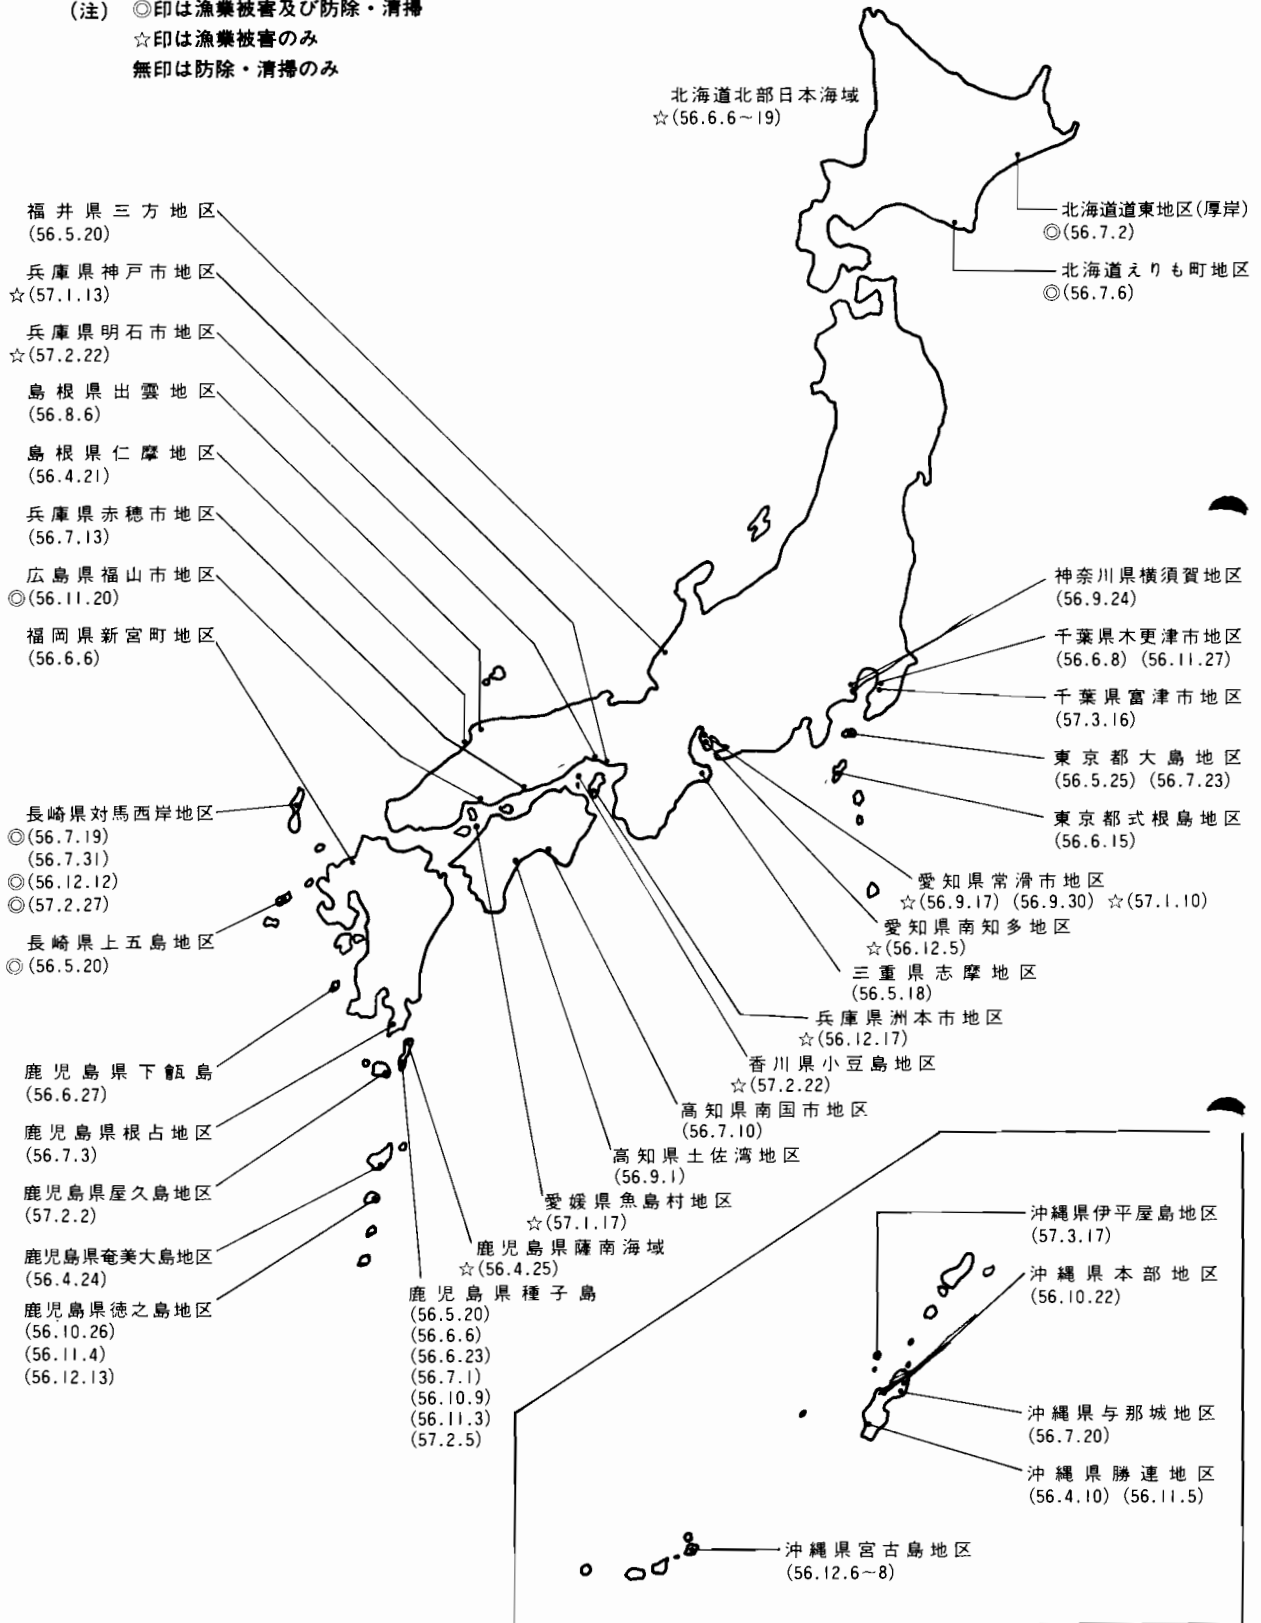 (注) ◎印は漁業被害及び防除・清掃
☆印は漁業被害のみ
無印は防除・清掃のみ
北海道北部日本海域
☆(56.6.6~19)
北海道道東地区(厚岸)
◎(56.7.2)
北海道えりも町地区
◎(56.7.6)
福井県三方地区
(56.5.20)
兵庫県神戸市地区
☆(57.1.13)
兵庫県明石市地区
☆(57.2.22)
島根県出雲地区
(56.8.6)
島根県仁摩地区
(56.4.21)
兵庫県赤穂市地区
(56.7.13)
広島県福山市地区
◎(56.11.20)
福岡県新宮町地区
(56.6.6)
長崎県対馬西岸地区
◎(56.7.19)
(56.7.31)
◎(56.12.12)
◎(57.2.27)
長崎県上五島地区
◎(56.5.20)
鹿児島県下甑島
(56.6.27)
鹿児島県根占地区
(56.7.3)
鹿児島県屋久島地区
(57.2.2)
鹿児島県奄美大島地区
(56.4.24)
鹿児島県徳之島地区
(56.10.26)
(56.11.4)
(56.12.13)
神奈川県横須賀地区
(56.9.24)
千葉県木更津市地区
(56.6.8) (56.11.27)
千葉県富津市地区
(57.3.16)
東京都大島地区
(56.5.25) (56.7.23)
東京都式根島地区
(56.6.15)
愛知県常滑市地区
☆(56.9.17) (56.9.30) ☆(57.1.10)
愛知県南知多地区
☆(56.12.5)
三重県志摩地区
(56.5.18)
兵庫県洲本市地区
☆(56.12.17)
香川県小豆島地区
☆(57.2.22)
高知県南国市地区
(56.7.10)
高知県土佐湾地区
(56.9.1)
愛媛県魚島村地区
☆(57.1.17)
鹿児島県薩南海域
☆(56.4.25)
鹿児島県種子島
(56.5.20)
(56.6.6)
(56.6.23)
(56.7.1)
(56.10.9)
(56.11.3)
(57.2.5)
沖縄県伊平屋島地区
(57.3.17)
沖縄県本部地区
(56.10.22)
沖縄県与那城地区
(56.7.20)
沖縄県勝連地区
(56.4.10) (56.11.5)
沖縄県宮古島地区
(56.12.6~8)